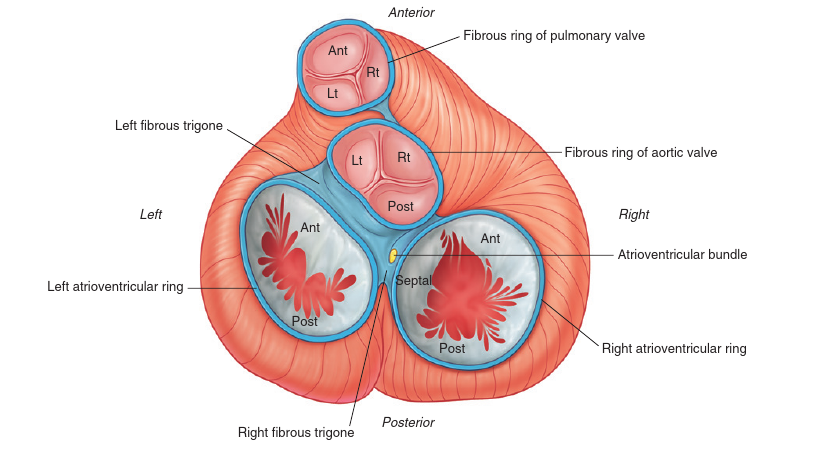 Anterior
Fibrous ring of pulmonary valve
Ant
Rt
Lt
Left fibrous trigone
Fibrous ring of aortic valve
Lt
Rt
Post
Left
Right
Ant
Ant
Atrioventricular bundle
Septal
Left atrioventricular ring
Post
Post
Right atrioventricular ring
Posterior
Right fibrous trigone